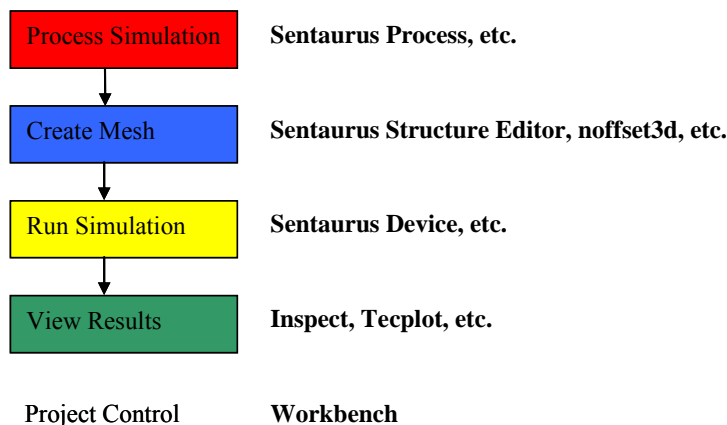 Process Simulation Sentaurus Process, etc.
Create Mesh Sentaurus Structure Editor, noffset3d, etc.
Run Simulation Sentaurus Device, etc.
View Results Inspect, Tecplot, etc.
Project Control Workbench